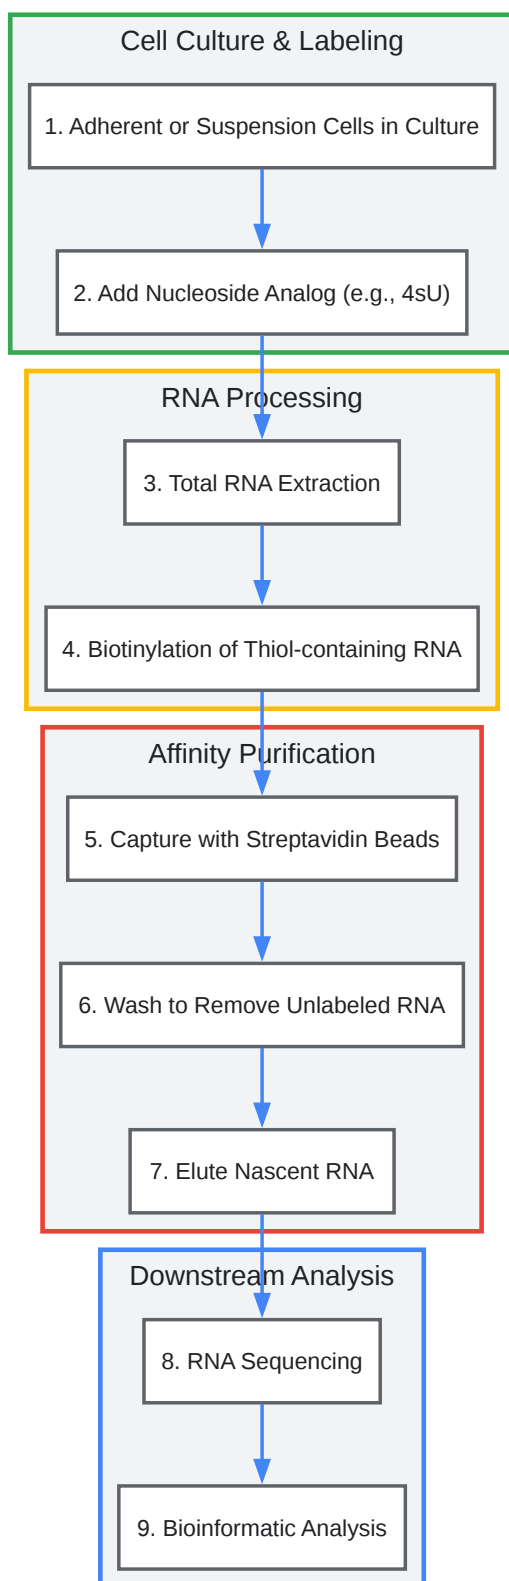 Cell Culture & Labeling
1. Adherent or Suspension Cells in Culture
2. Add Nucleoside Analog (e.g., 4sU)
RNA Processing
3. Total RNA Extraction
4. Biotinylation of Thiol-containing RNA
Affinity Purification
5. Capture with Streptavidin Beads
6. Wash to Remove Unlabeled RNA
7. Elute Nascent RNA
Downstream Analysis
8. RNA Sequencing
9. Bioinformatic Analysis